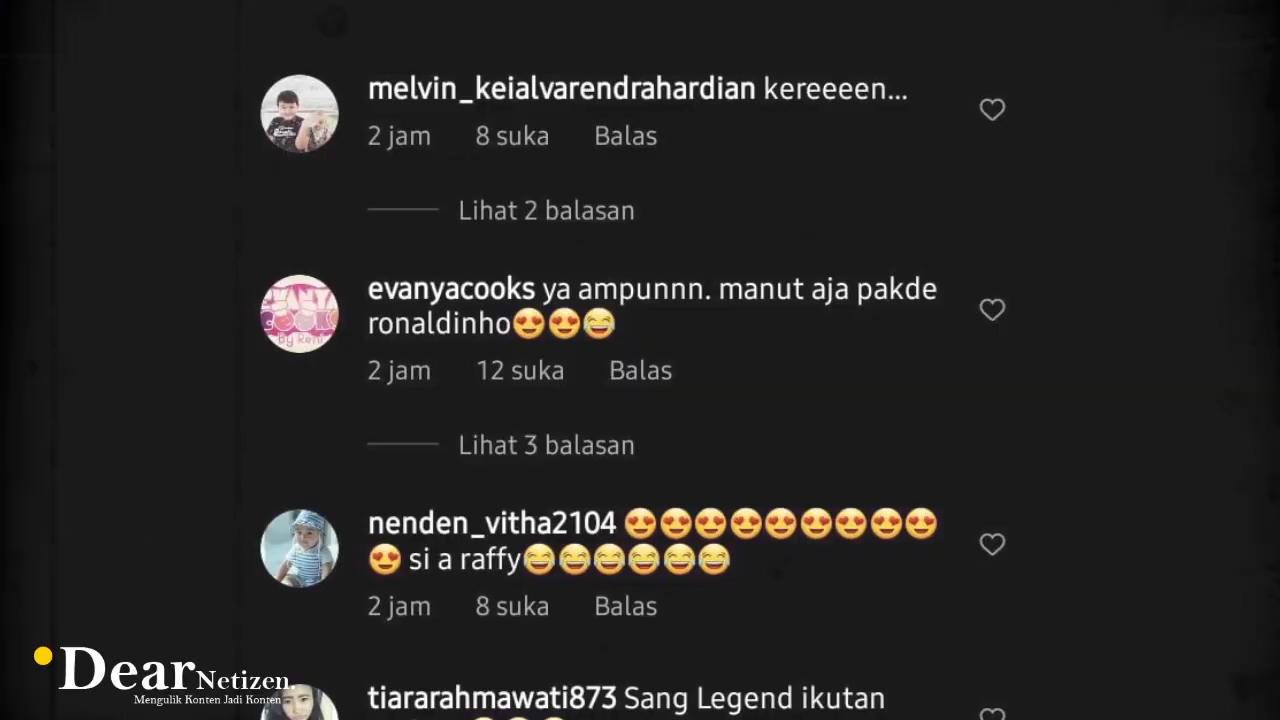 melvin_keialvarendrahardian kereeeen...
2 jam 8 suka Balas
Lihat 2 balasan
evanyacooks ya ampunnn. manut aja pakde
ronaldinho😍😍😂
2 jam 12 suka Balas
Lihat 3 balasan
nenden_vitha2104 😍😍😍😍😍😍😍😍😍
😍 si a raffy😂😂😂😂😂😂
2 jam 8 suka Balas
tiararahmawati873 Sang Legend ikutan
Dear Netizen.
Mengulik Konten Jadi Konten